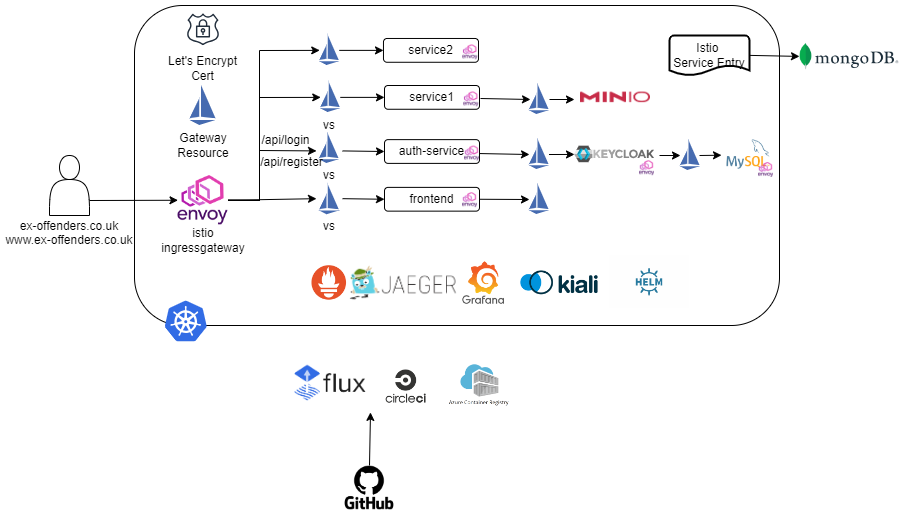 Let's Encrypt
Cert
Gateway
Resource
service2
envoy
Istio
Service Entry
mongoDB.
service1
envoy
MINIO
vs
/api/login
/api/register
auth-service
envoy
KEYCLOAK
envoy
MySQL
envoy
vs
envoy
istio
ingressgateway
frontend
envoy
vs
ex-offenders.co.uk
www.ex-offenders.co.uk
JAEGER
Grafana
kiali
HELM
flux
circleci
Azure Container Registry
GitHub